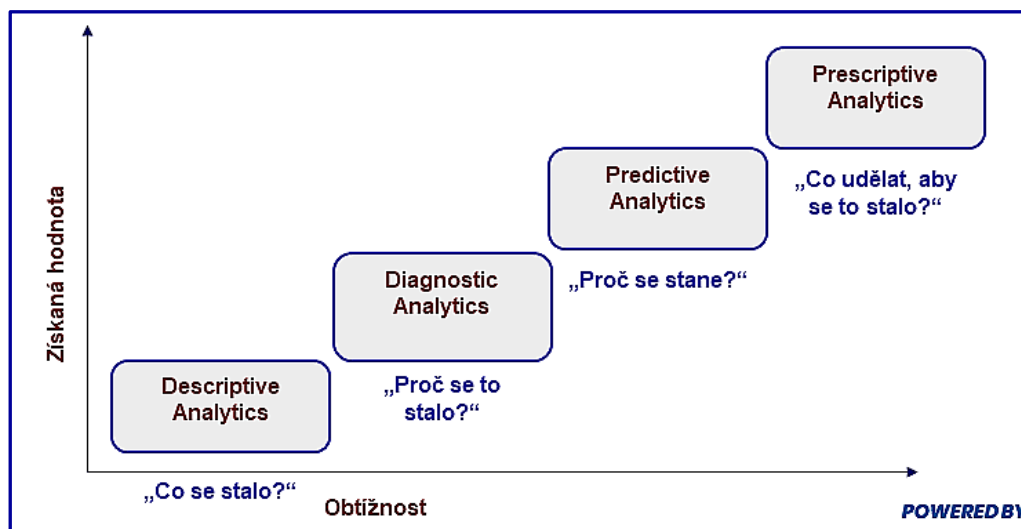 Prescriptive
Analytics
„Co udělat, aby
se to stalo?“
Predictive
Analytics
„Proč se stane?“
Diagnostic
Analytics
„Proč se to
stalo?“
Descriptive
Analytics
„Co se stalo?“
Získaná hodnota
Obtížnost
POWERED BY